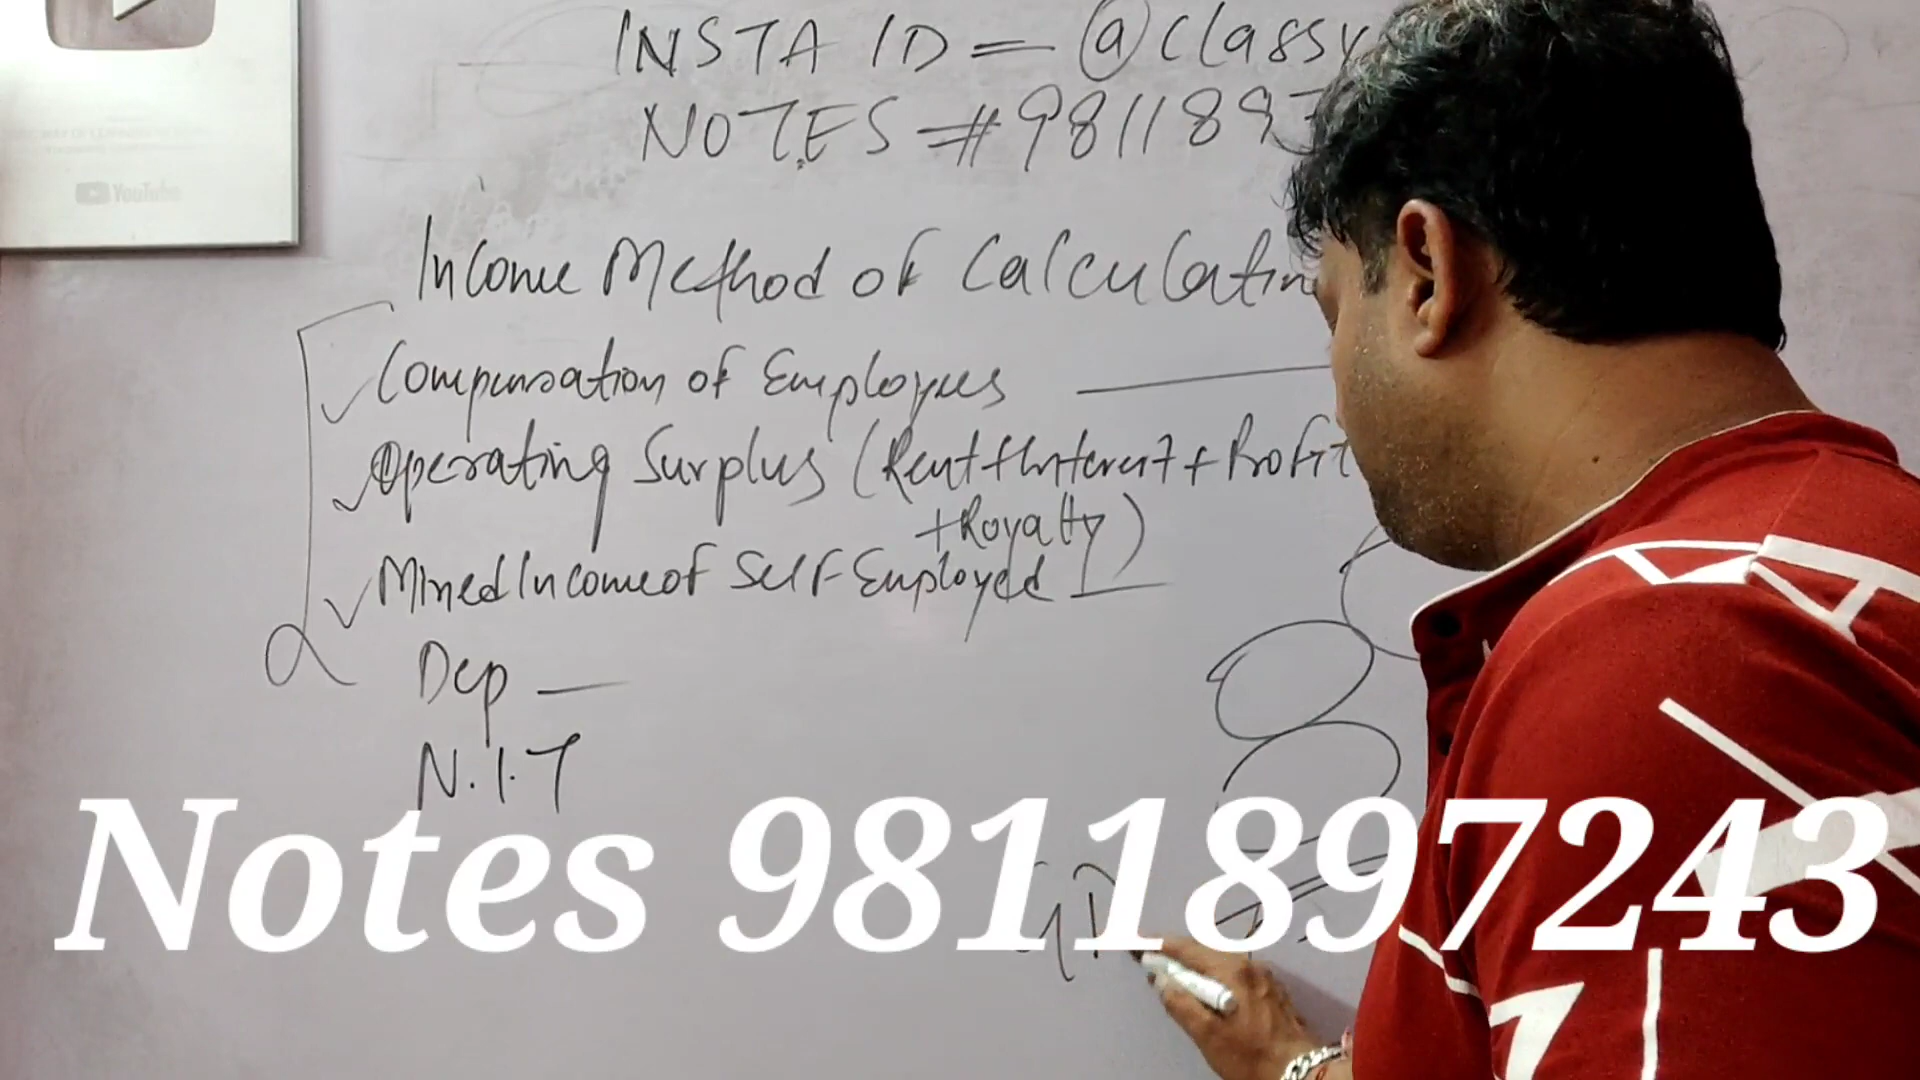 INSTA ID = @classy
NOTES = #981189
YouTube
Income Method of Calculatin
Compensation of Employees
Operating Surplus (Rent + Interest + Profit
+ Royalty)
Mixed Income of Self Employed
Dep —
N.I.T
Notes 9811897243